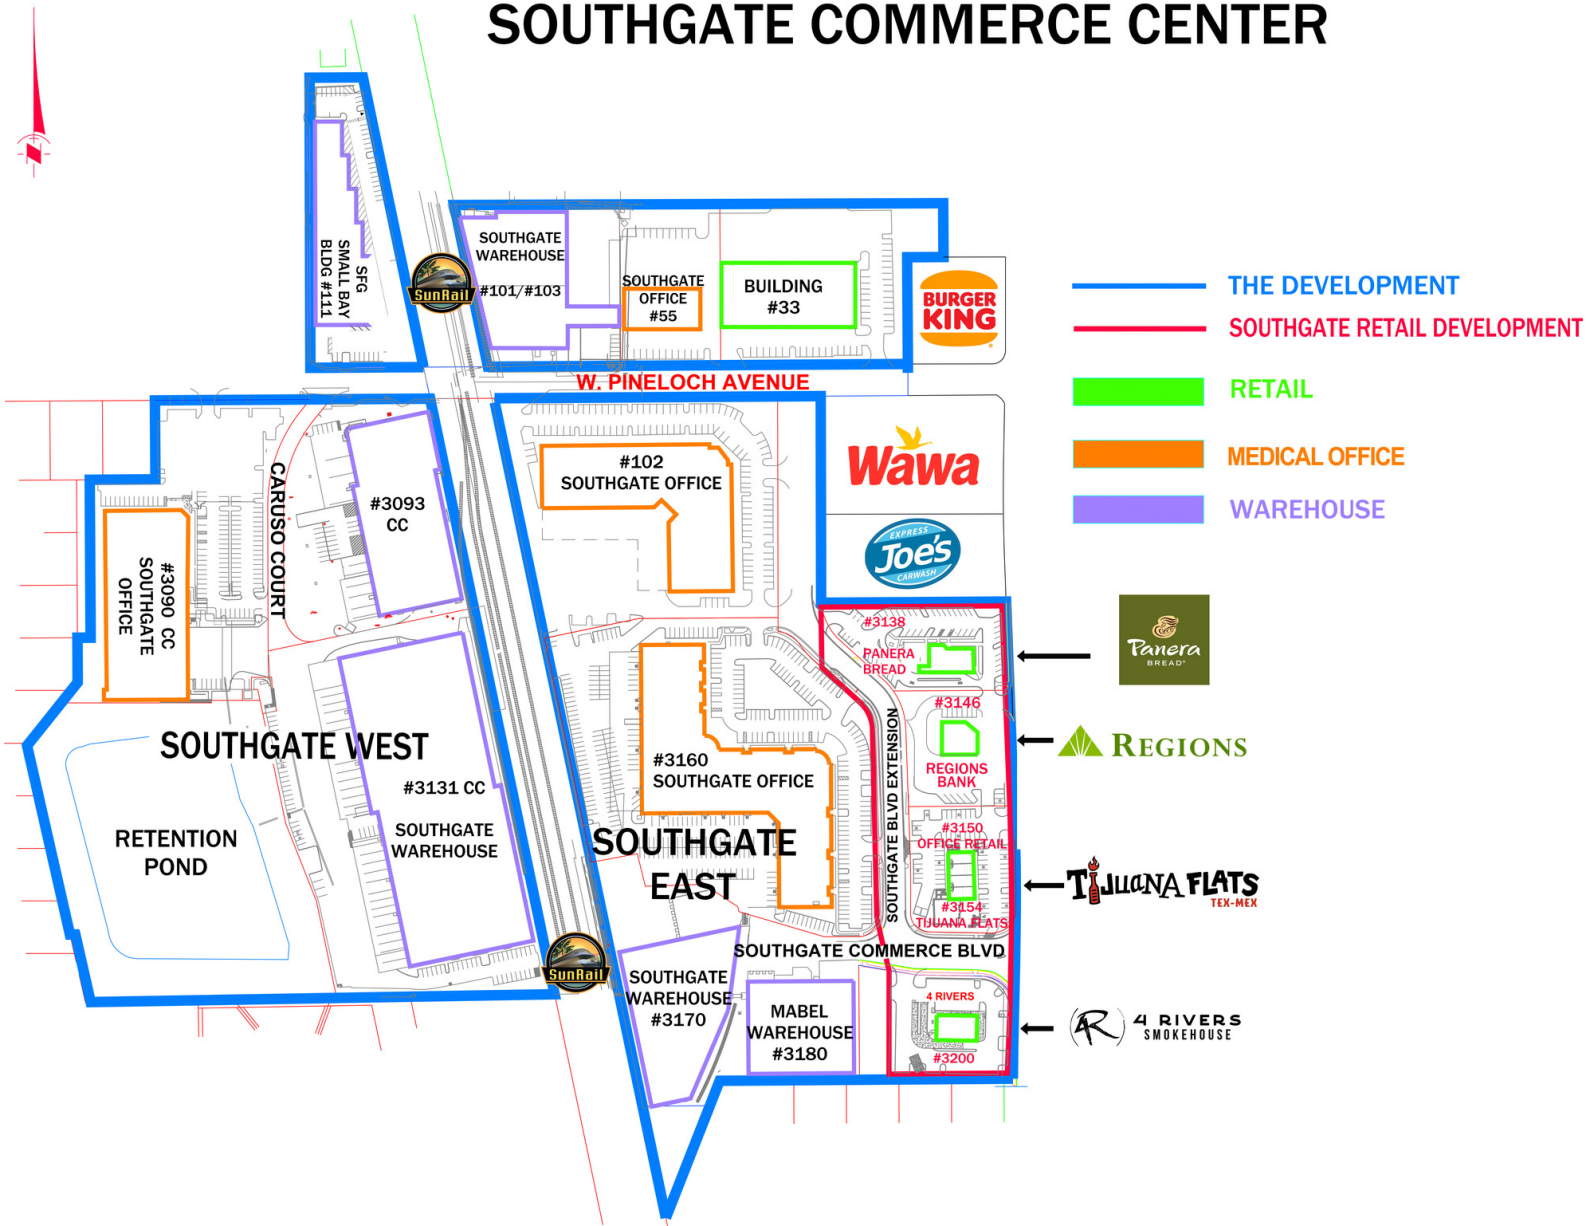 SOUTHGATE COMMERCE CENTER
SFG
SMALL BAY
BLDG #111
SunRail
SOUTHGATE
WAREHOUSE
#101/#103
SOUTHGATE
OFFICE
#55
BUILDING
#33
BURGER
KING
THE DEVELOPMENT
SOUTHGATE RETAIL DEVELOPMENT
RETAIL
MEDICAL OFFICE
WAREHOUSE
W. PINELOCH AVENUE
CARUSO COURT
#3093
CC
#102
SOUTHGATE OFFICE
Wawa
EXPRESS
Joe's
CARWASH
#3090 CC
SOUTHGATE
OFFICE
#3138
PANERA
BREAD
Panera
BREAD
#3146
REGIONS
BANK
REGIONS
SOUTHGATE WEST
#3131 CC
SOUTHGATE
WAREHOUSE
RETENTION
POND
#3160
SOUTHGATE OFFICE
SOUTHGATE
EAST
SOUTHGATE BLVD EXTENSION
#3150
OFFICE RETAIL
#3154
TIJUANA FLATS
TIJUANA FLATS
TEX-MEX
SOUTHGATE COMMERCE BLVD
SunRail
SOUTHGATE
WAREHOUSE
#3170
MABEL
WAREHOUSE
#3180
4 RIVERS
#3200
4R
4 RIVERS
SMOKEHOUSE